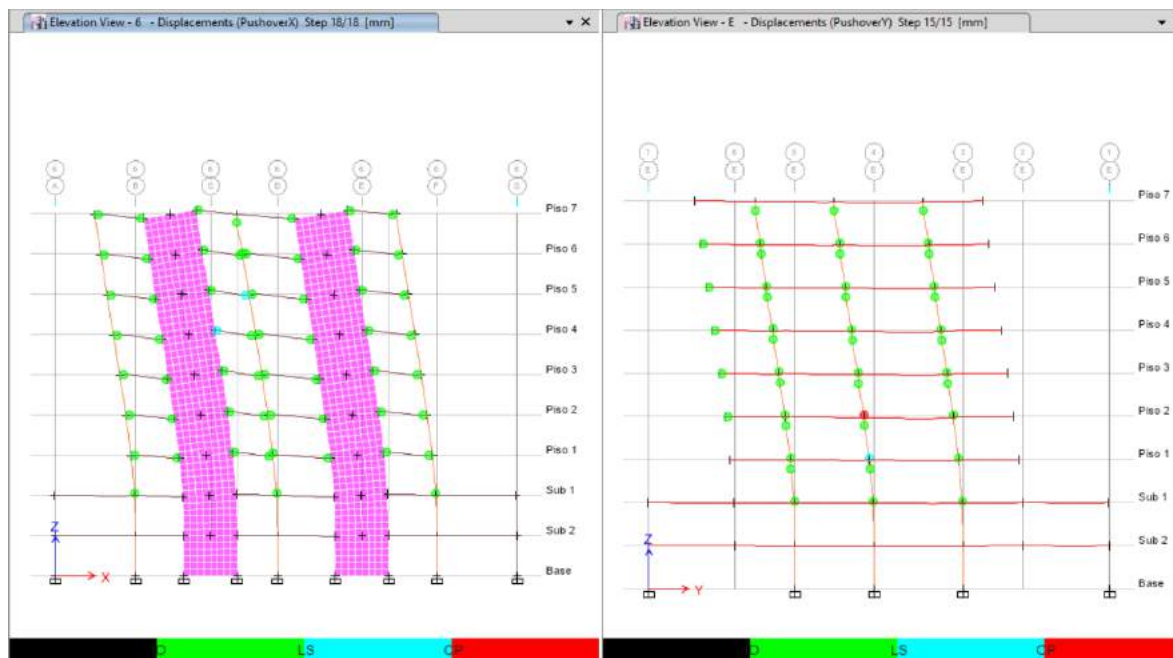 Elevation View - 6 - Displacements (PushoverX) Step 18/18 [mm]
Piso 7
Piso 6
Piso 5
Piso 4
Piso 3
Piso 2
Piso 1
Sub 1
Sub 2
Base
Z
X
IO LS CP
Elevation View - E - Displacements (PushoverY) Step 15/15 [mm]
Piso 7
Piso 6
Piso 5
Piso 4
Piso 3
Piso 2
Piso 1
Sub 1
Sub 2
Base
Z
Y
LS CP